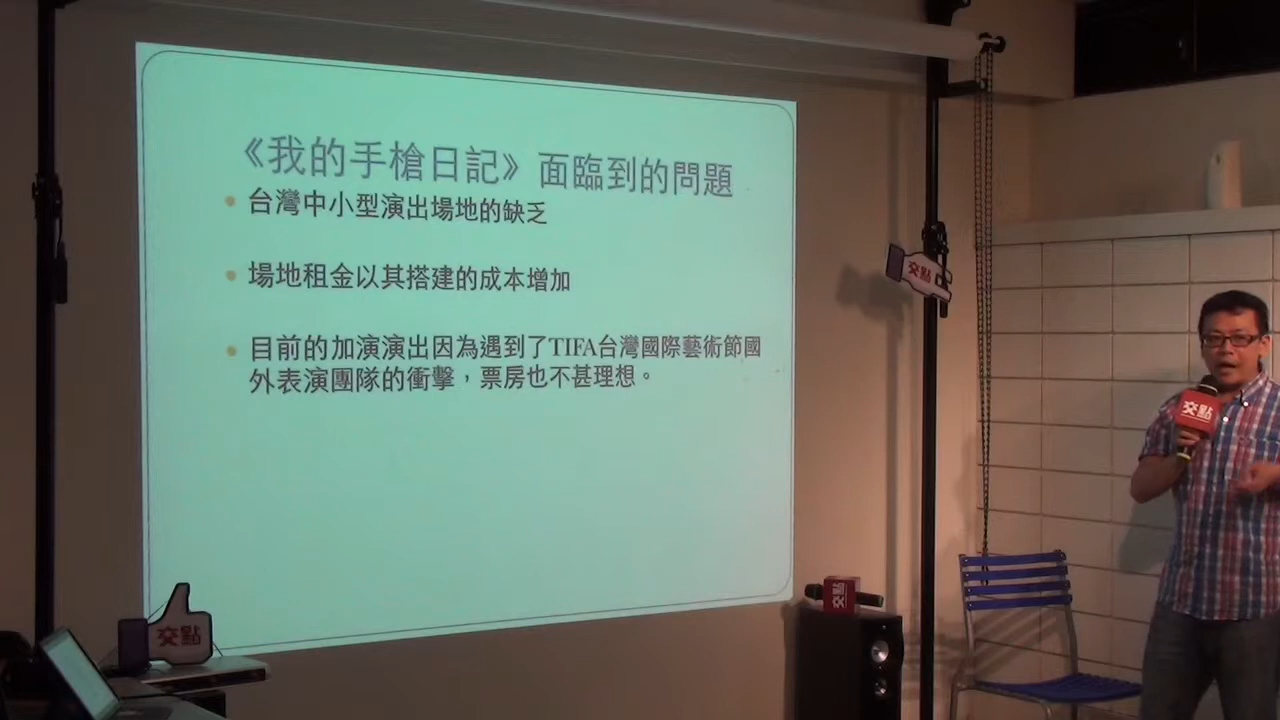 《我的手槍日記》面臨到的問題
台灣中小型演出場地的缺乏
場地租金以其搭建的成本增加
目前的加演演出因為遇到了TIFA台灣國際藝術節國
外表演團隊的衝擊，票房也不甚理想。
交點
交點
交點
交點